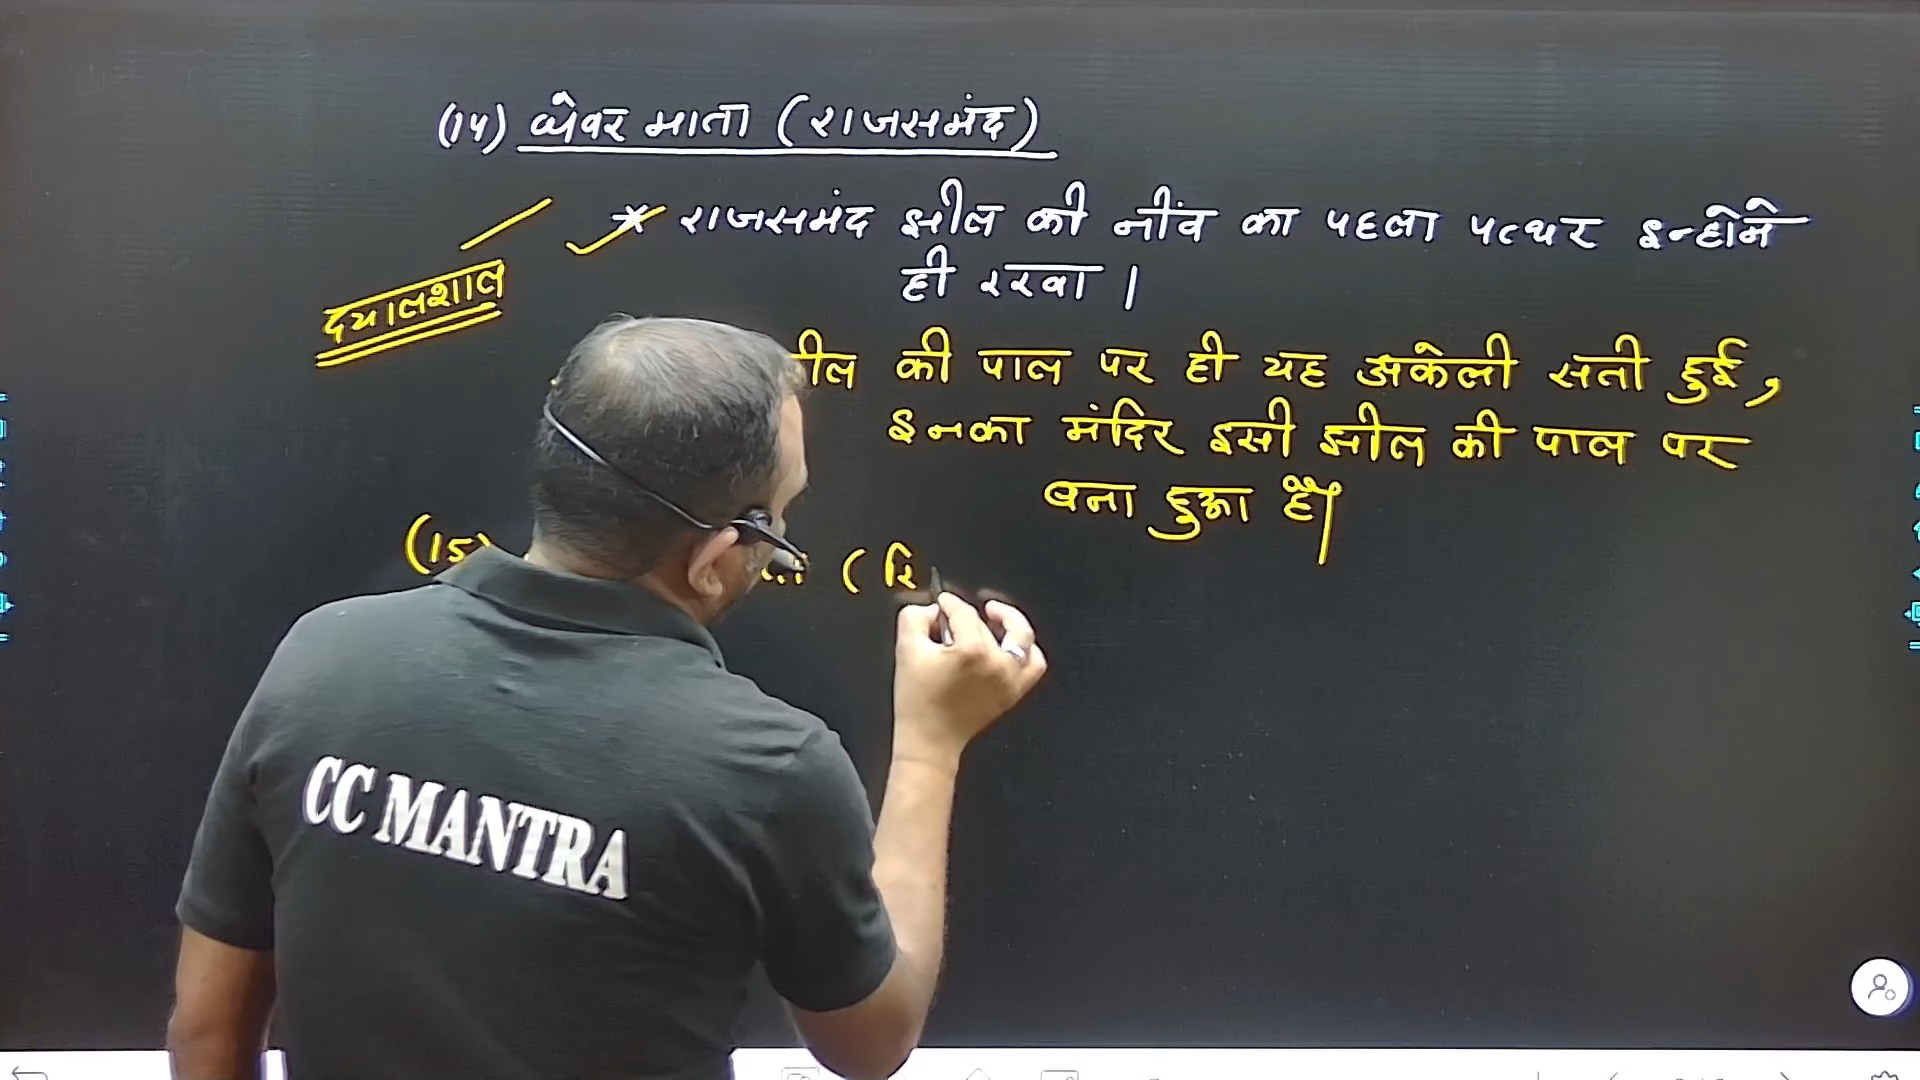 (14) घेवर माता (राजसमंद)
* राजसमंद झील की नींव का पहला पत्थर इन्होने
ही रखा |
दयालशाल
झील की पाल पर ही यह अकेली सती हुई,
इनका मंदिर इसी झील की पाल पर
बना हुआ है|
(15) ( रि
CC MANTRA